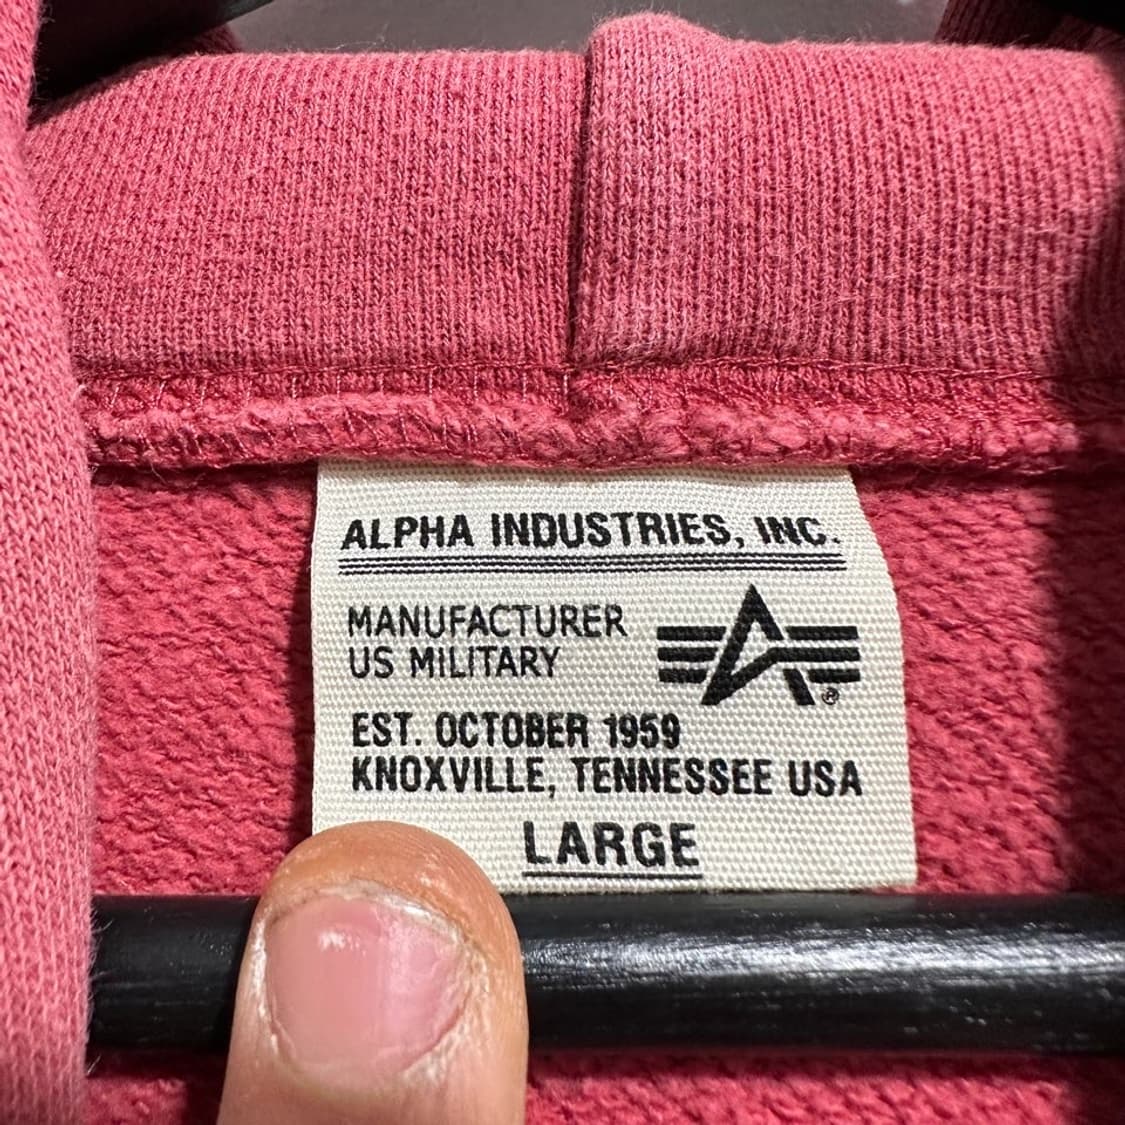 ALPHA INDUSTRIES, INC.
MANUFACTURER
US MILITARY
®
EST. OCTOBER 1959
KNOXVILLE, TENNESSEE USA
LARGE